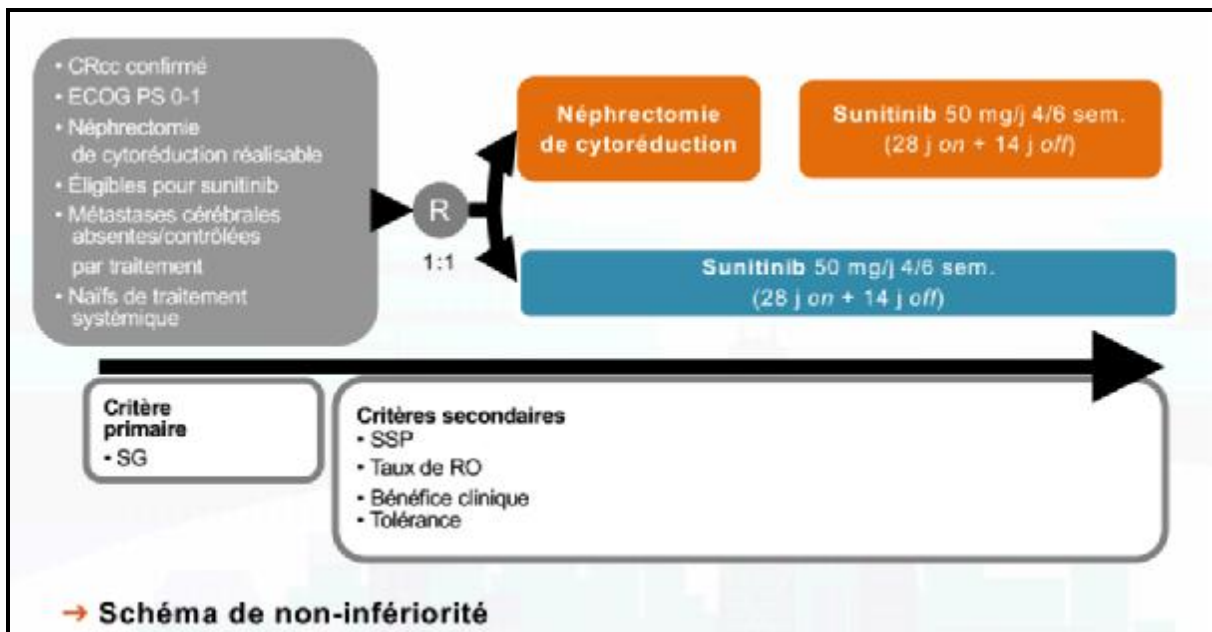 • CRcc confirmé
• ECOG PS 0-1
• Néphrectomie
de cytoréduction réalisable
• Éligibles pour sunitinib
• Métastases cérébrales
absentes/contrôlées
par traitement
• Naïfs de traitement
systémique
R
1:1
Néphrectomie
de cytoréduction
Sunitinib 50 mg/j 4/6 sem.
(28 j on + 14 j off)
Sunitinib 50 mg/j 4/6 sem.
(28 j on + 14 j off)
Critère
primaire
• SG
Critères secondaires
• SSP
• Taux de RO
• Bénéfice clinique
• Tolérance
→ Schéma de non-infériorité